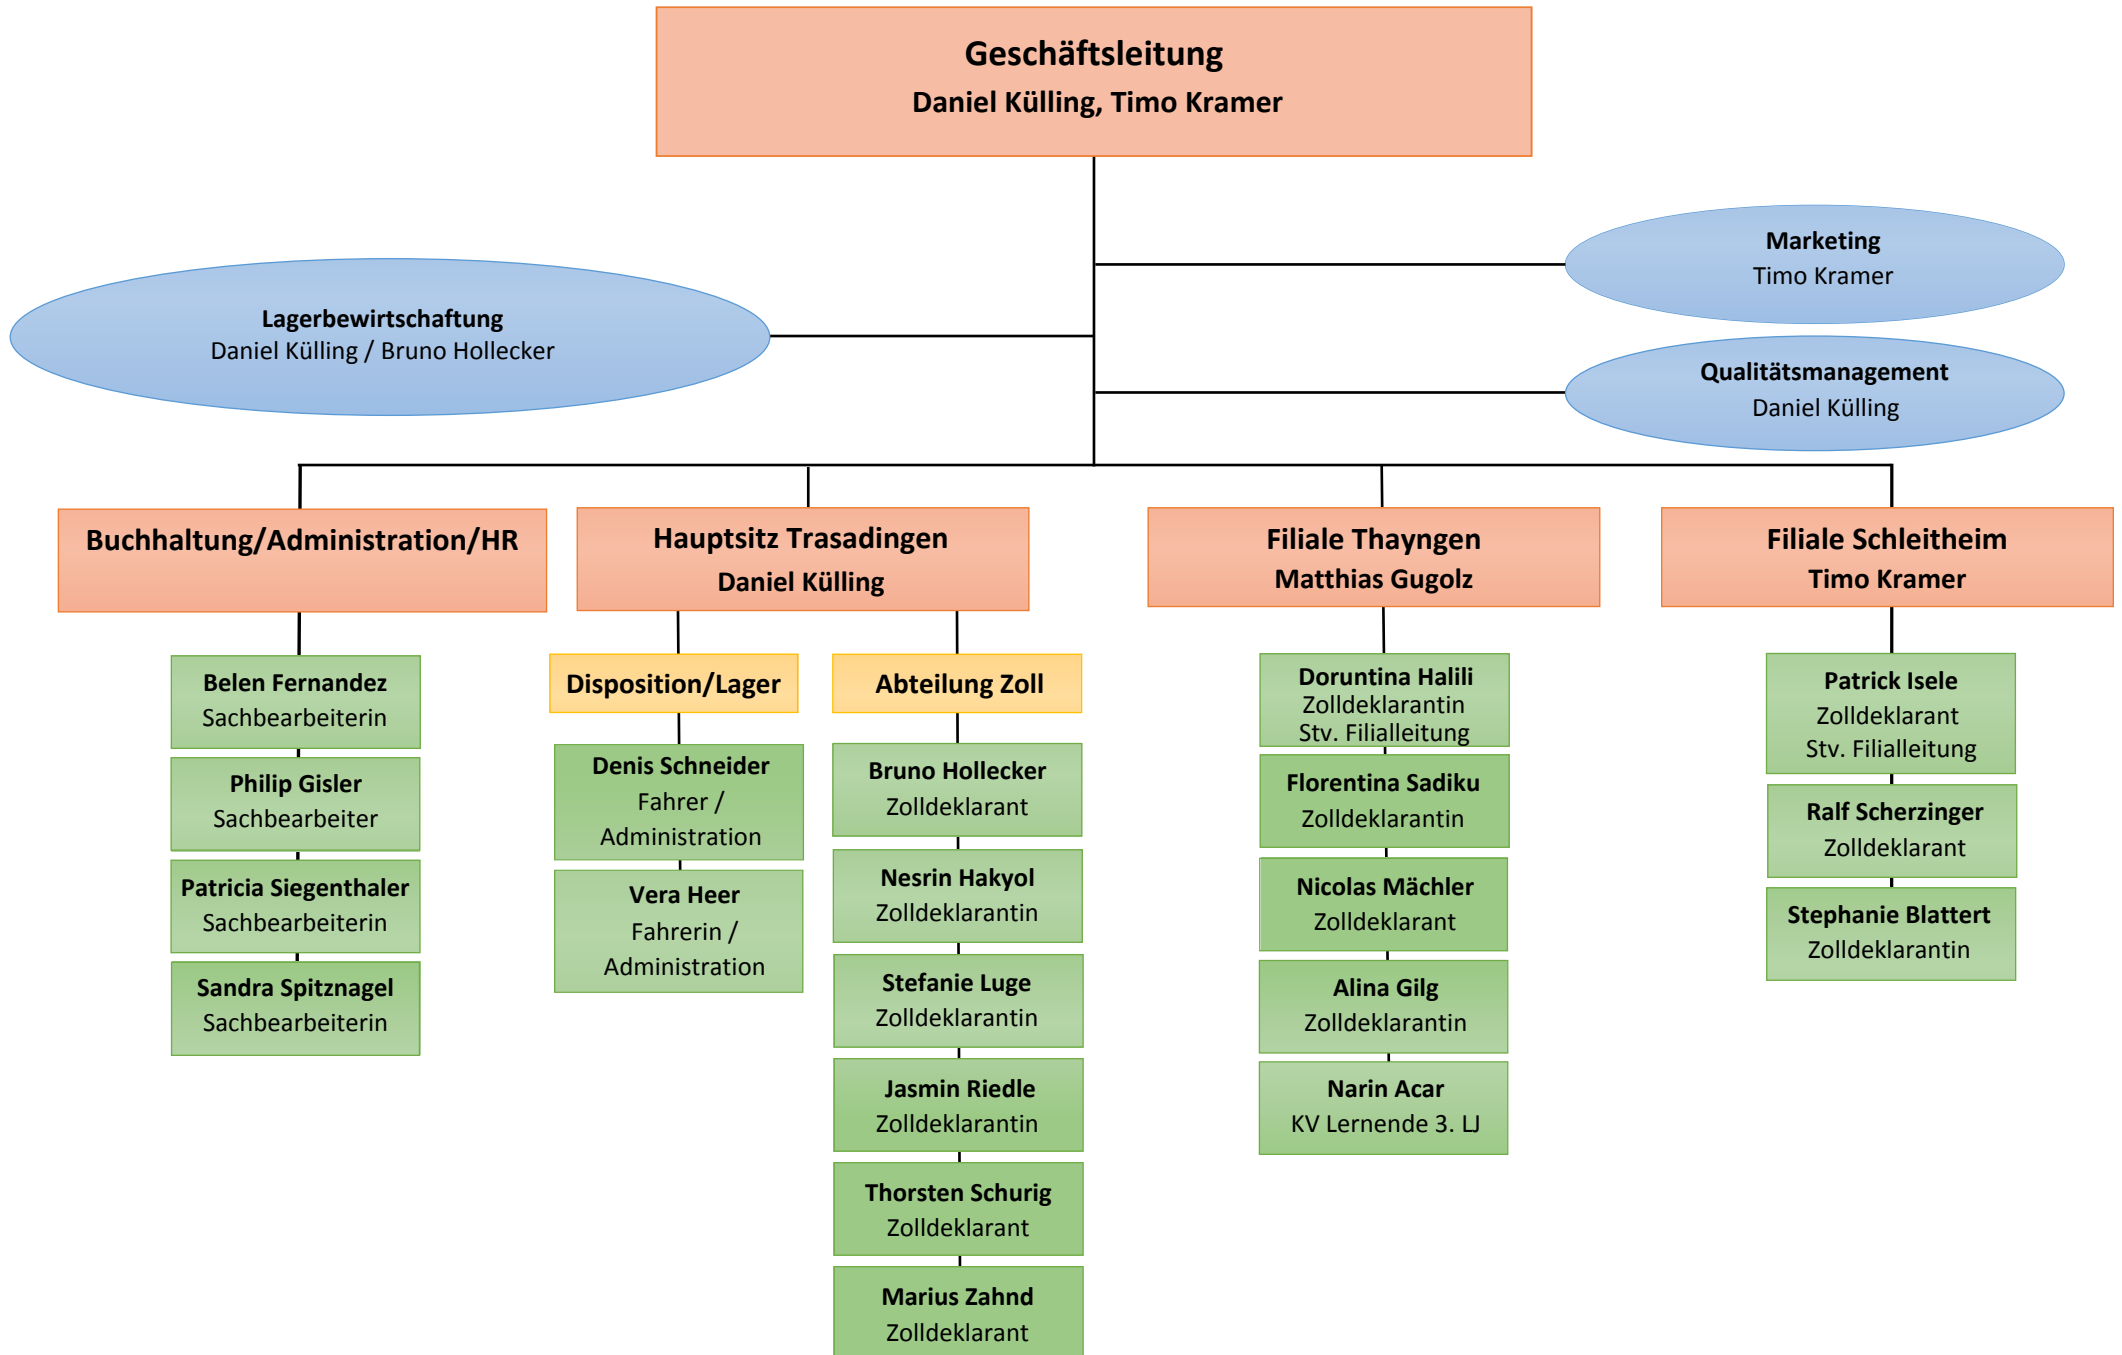 Geschäftsleitung
Daniel Külling, Timo Kramer
Marketing
Timo Kramer
Lagerbewirtschaftung
Daniel Külling / Bruno Hollecker
Qualitätsmanagement
Daniel Külling
Buchhaltung/Administration/HR
Hauptsitz Trasadingen
Daniel Külling
Filiale Thayngen
Matthias Gugolz
Filiale Schleitheim
Timo Kramer
Belen Fernandez
Sachbearbeiterin
Philip Gisler
Sachbearbeiter
Patricia Siegenthaler
Sachbearbeiterin
Sandra Spitznagel
Sachbearbeiterin
Disposition/Lager
Denis Schneider
Fahrer /
Administration
Vera Heer
Fahrerin /
Administration
Abteilung Zoll
Bruno Hollecker
Zolldeklarant
Nesrin Hakyol
Zolldeklarantin
Stefanie Luge
Zolldeklarantin
Jasmin Riedle
Zolldeklarantin
Thorsten Schurig
Zolldeklarant
Marius Zahnd
Zolldeklarant
Doruntina Halili
Zolldeklarantin
Stv. Filialleitung
Florentina Sadiku
Zolldeklarantin
Nicolas Mächler
Zolldeklarant
Alina Gilg
Zolldeklarantin
Narin Acar
KV Lernende 3. LJ
Patrick Isele
Zolldeklarant
Stv. Filialleitung
Ralf Scherzinger
Zolldeklarant
Stephanie Blattert
Zolldeklarantin